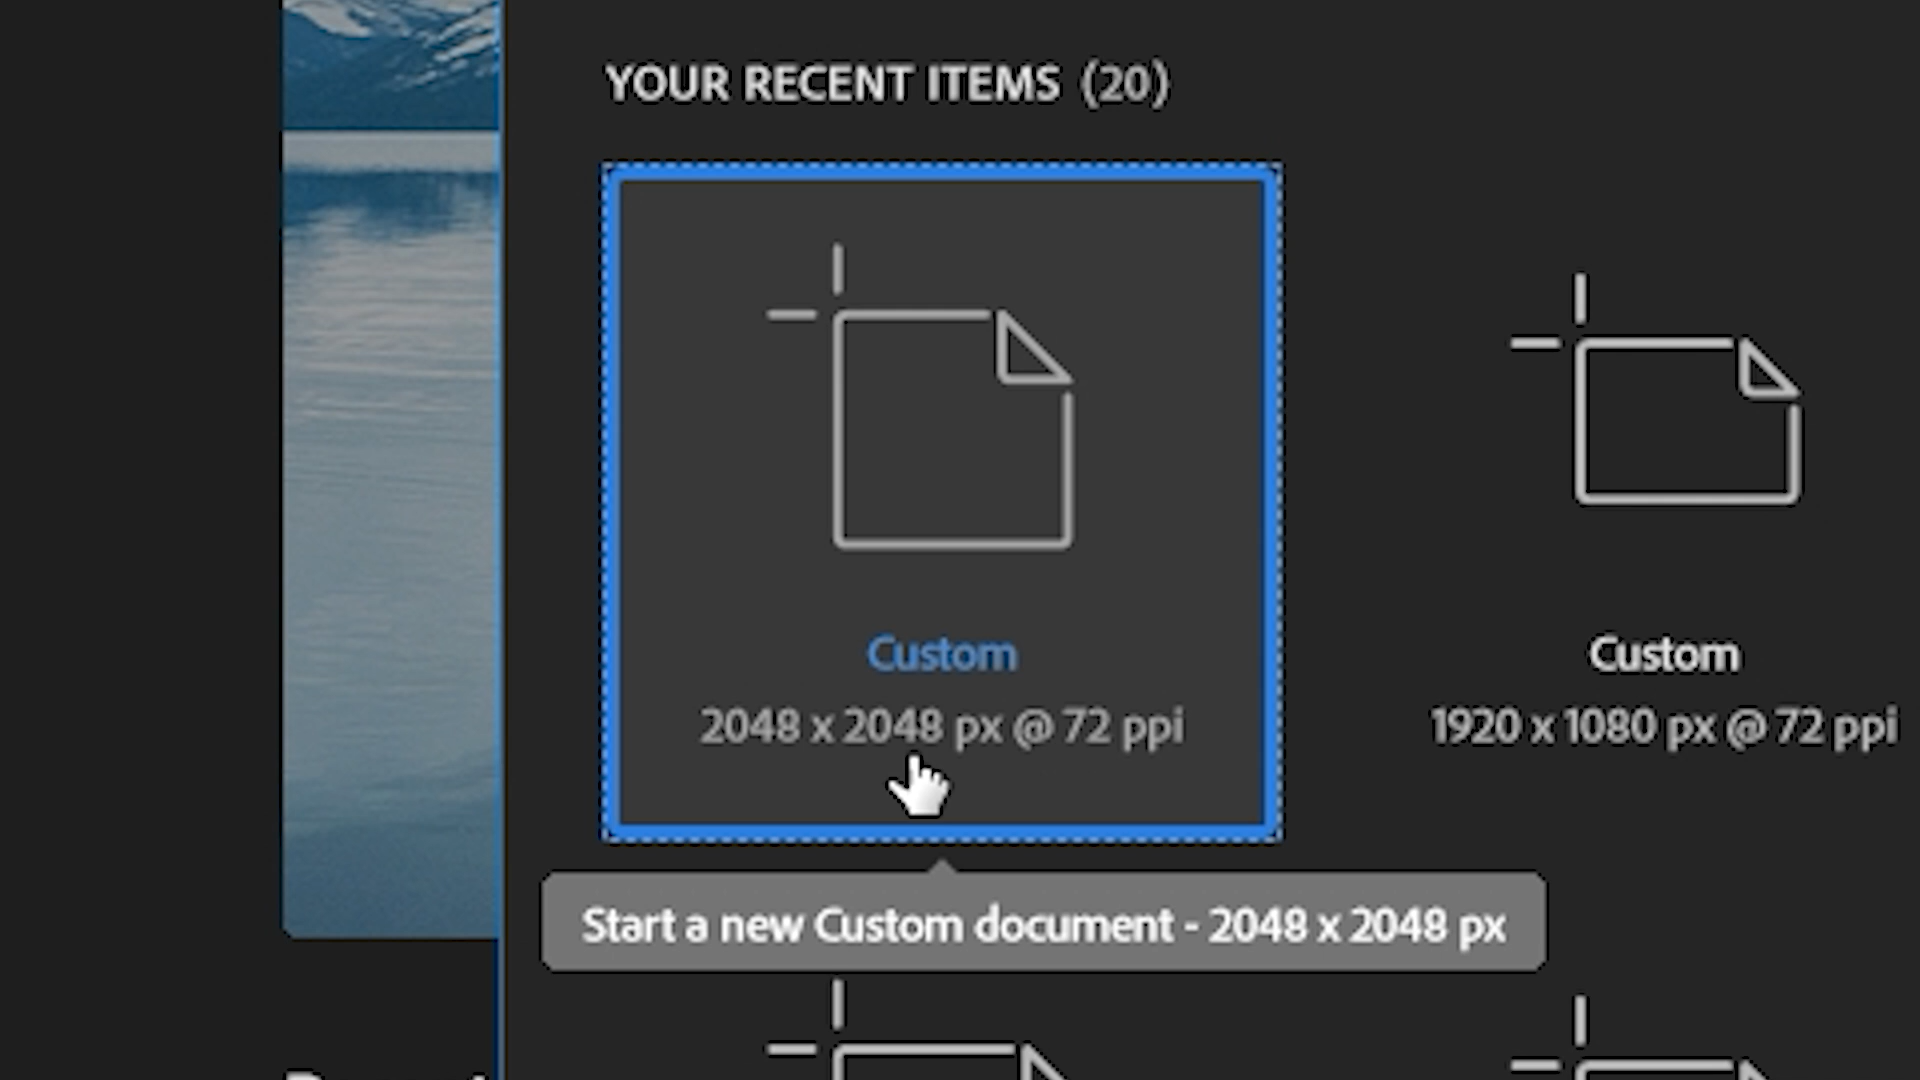 YOUR RECENT ITEMS (20)
Custom
2048 x 2048 px @ 72 ppi
Custom
1920 x 1080 px @ 72 ppi
Start a new Custom document - 2048 x 2048 px